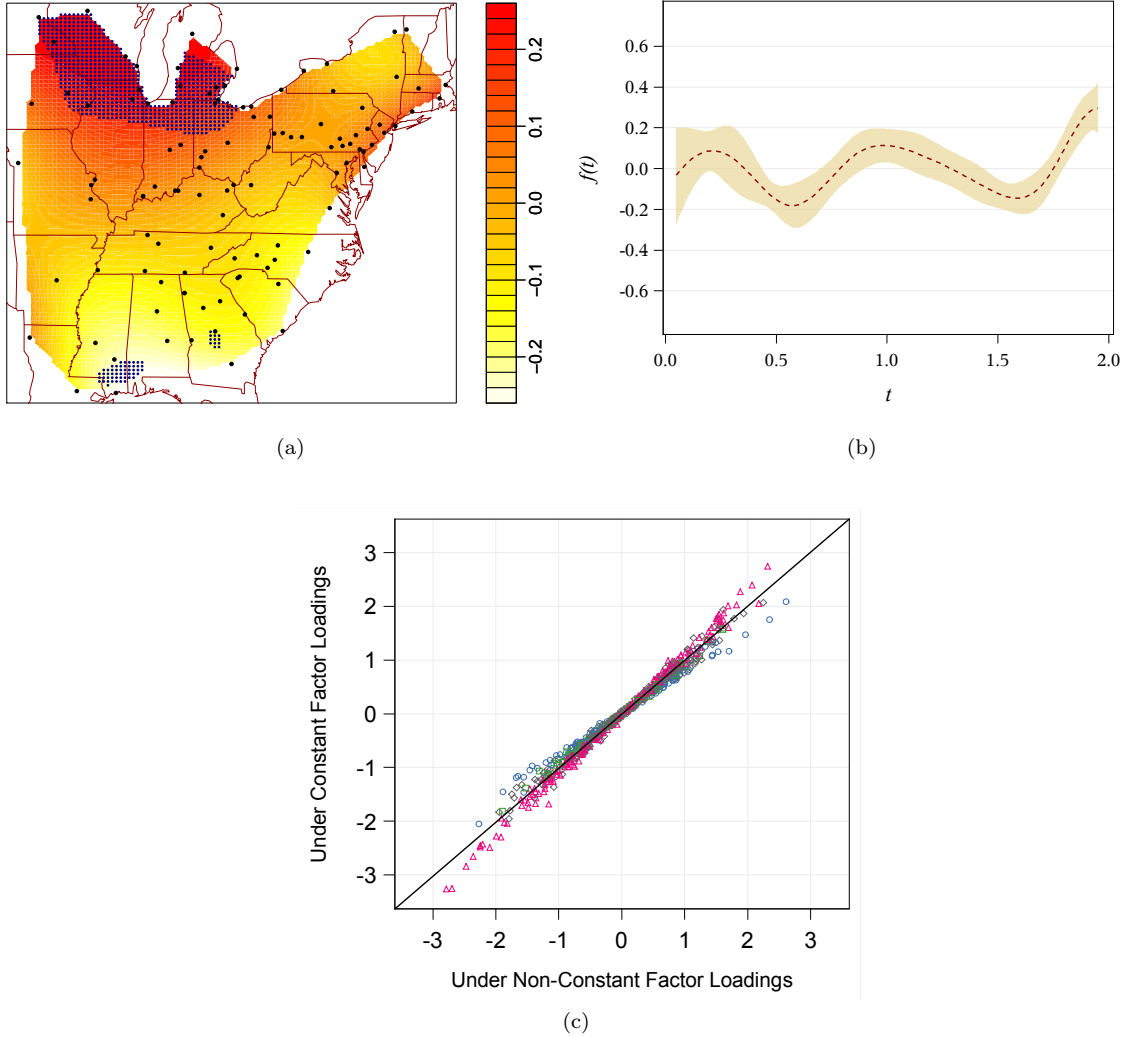 0.2
0.1
0.0
−0.1
−0.2
(a)
0.6
0.4
0.2
0.0
-0.2
-0.4
-0.6
f(t)
0.0 0.5 1.0 1.5 2.0
t
(b)
3
2
1
0
-1
-2
-3
Under Constant Factor Loadings
-3 -2 -1 0 1 2 3
Under Non-Constant Factor Loadings
(c)